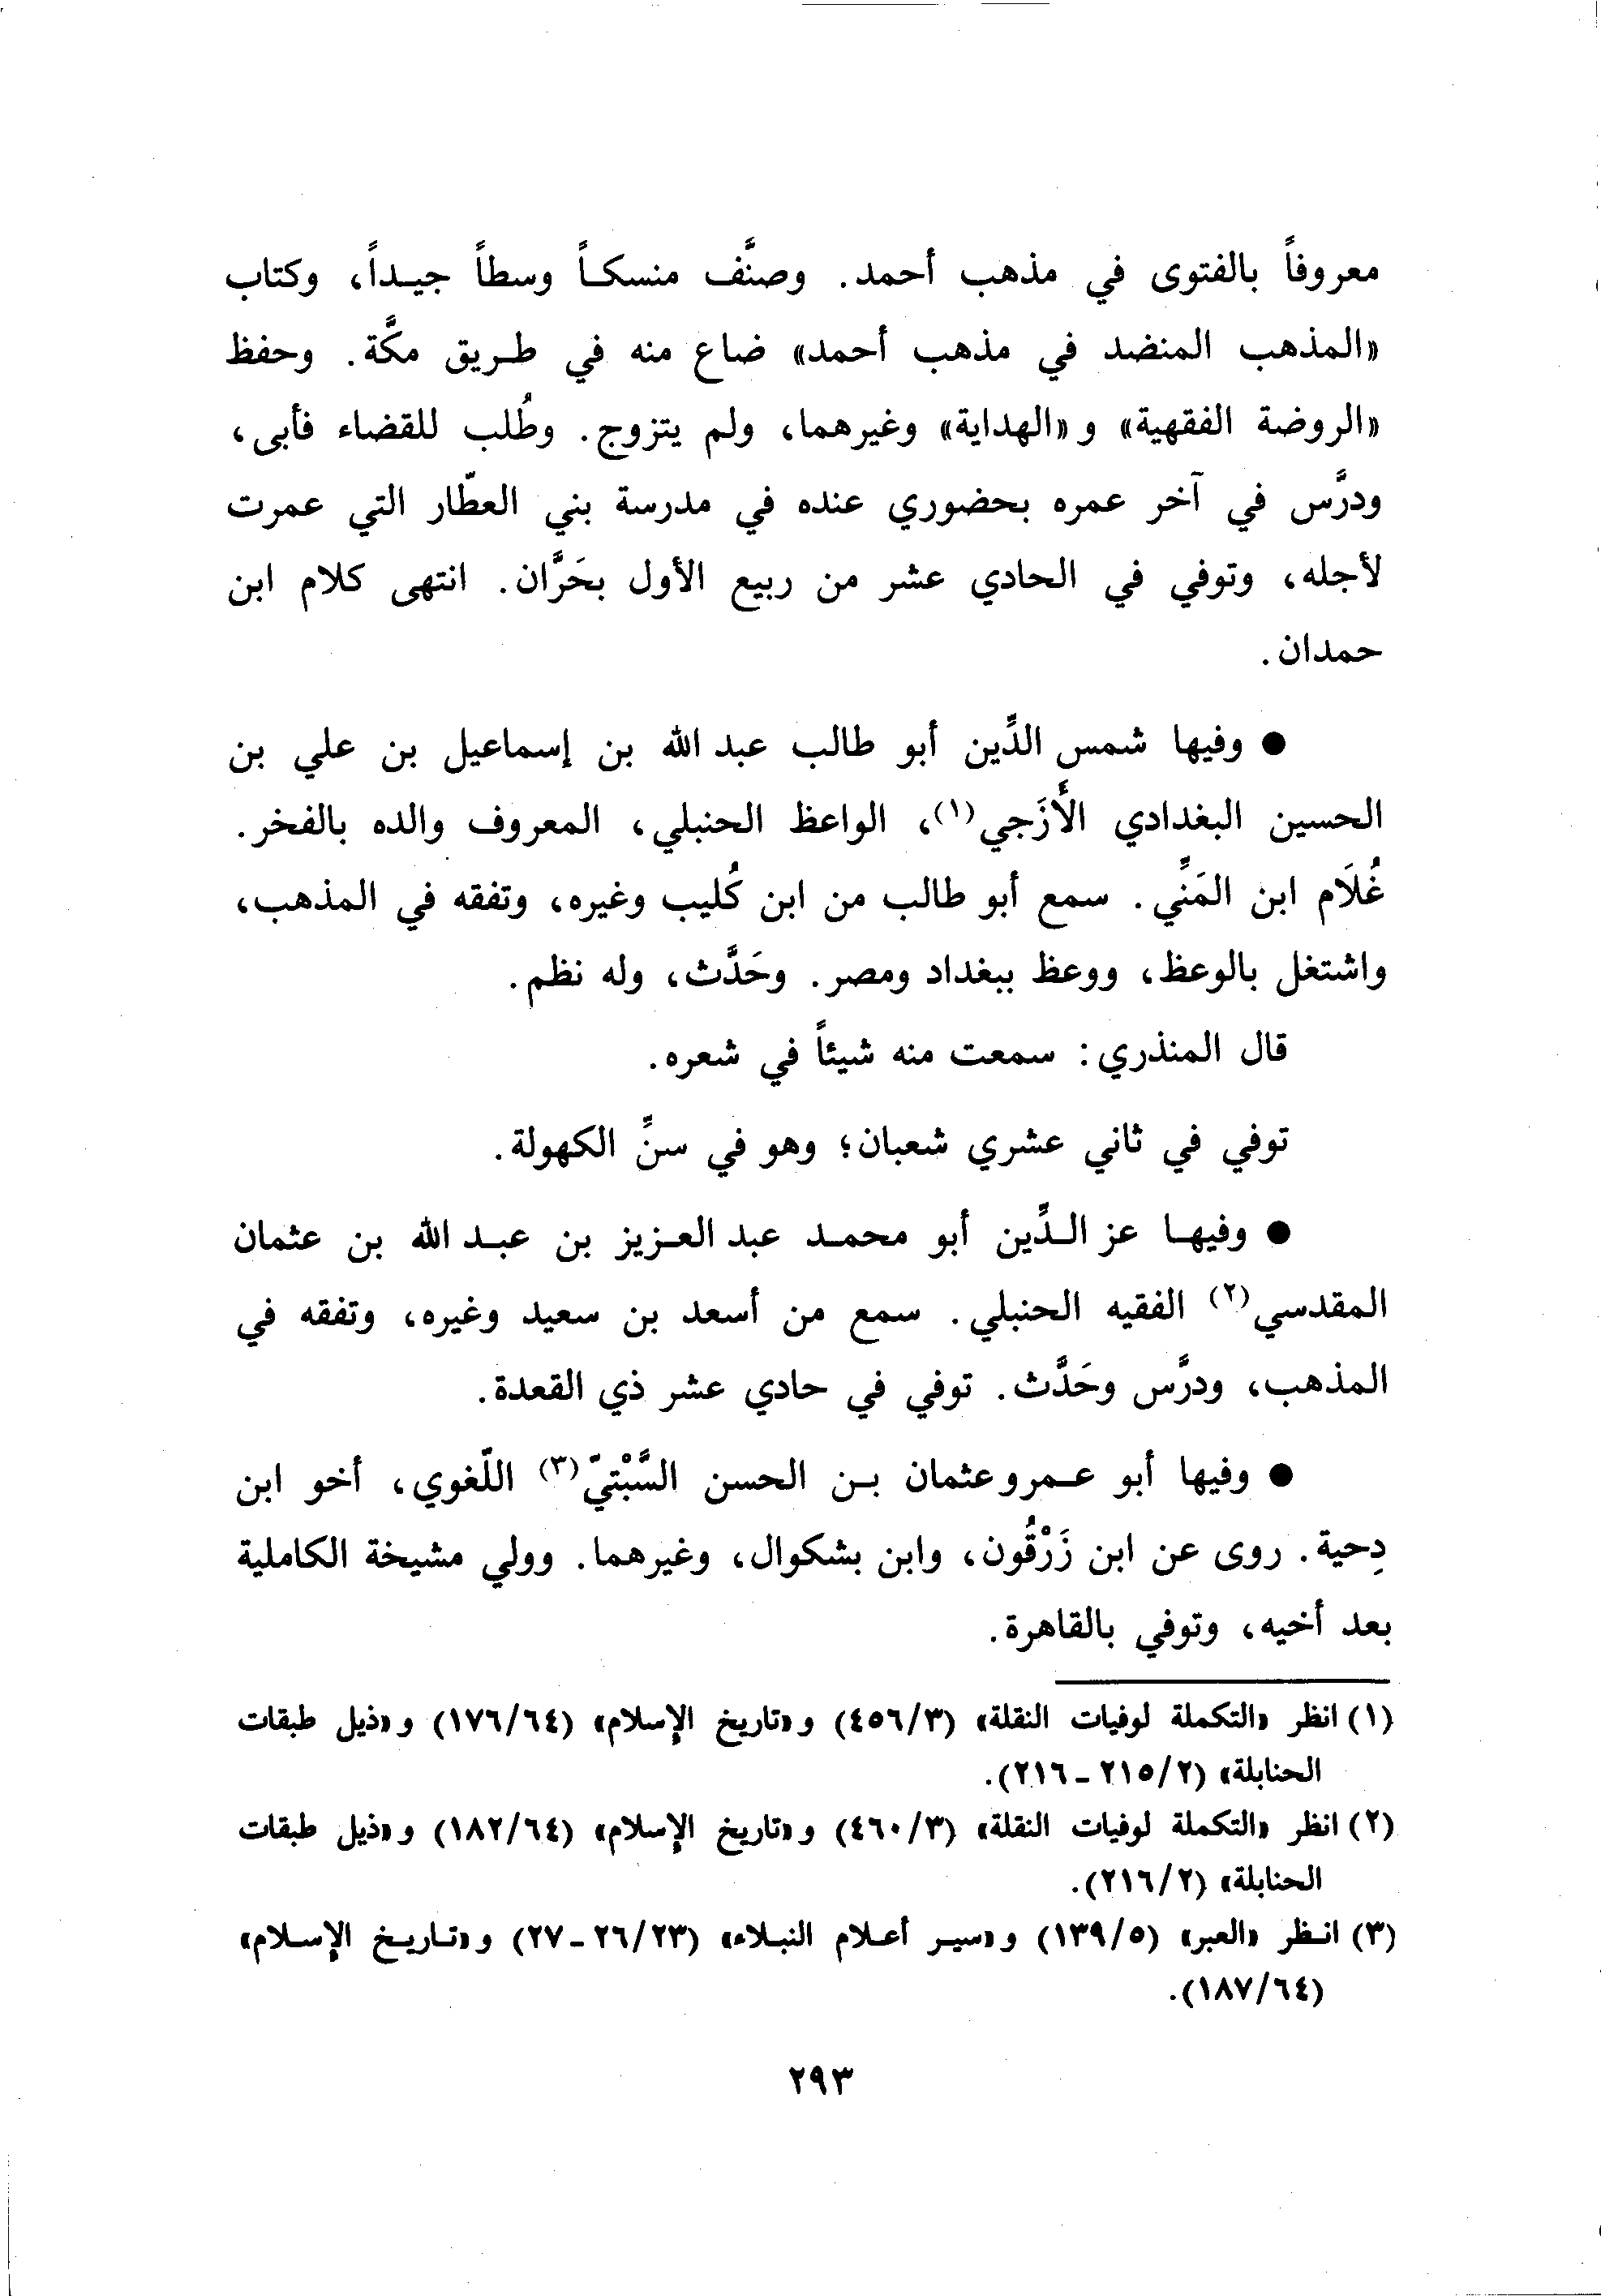 معروفاً بالفتوى في مذهب أحمد. وصنَّف منسكاً وسطاً جيداً، وكتاب
«المذهب المنضد في مذهب أحمد» ضاع منه في طريق مكَّة. وحفظ
«الروضة الفقهية» و«الهداية» وغيرهما، ولم يتزوج. وطُلب للقضاء فأبى،
ودرَّس في آخر عمره بحضوري عنده في مدرسة بني العطّار التي عمرت
لأجله، وتوفي في الحادي عشر من ربيع الأول بحَرَّان. انتهى كلام ابن
حمدان.
● وفيها شمس الدِّين أبو طالب عبد الله بن إسماعيل بن علي بن
الحسين البغدادي الأَزَجي(١)، الواعظ الحنبلي، المعروف والده بالفخر.
غُلَام ابن المَنِّي. سمع أبو طالب من ابن كُليب وغيره، وتفقه في المذهب،
واشتغل بالوعظ، ووعظ ببغداد ومصر. وحَدَّث، وله نظم.
قال المنذري: سمعت منه شيئاً في شعره.
توفي في ثاني عشري شعبان؛ وهو في سنِّ الكهولة.
● وفيها عز الدِّين أبو محمد عبد العزيز بن عبد الله بن عثمان
المقدسي(٢) الفقيه الحنبلي. سمع من أسعد بن سعيد وغيره، وتفقه في
المذهب، ودرَّس وحَدَّث. توفي في حادي عشر ذي القعدة.
● وفيها أبو عمرو عثمان بن الحسن السَّبْتيّ(٣) اللّغوي، أخو ابن
دِحية. روى عن ابن زَرْقُون، وابن بشكوال، وغيرهما. وولي مشيخة الكاملية
بعد أخيه، وتوفي بالقاهرة.
(١) انظر «التكملة لوفيات النقلة» (٤٥٦/٣) و«تاريخ الإسلام» (١٧٦/٦٤) و«ذيل طبقات
الحنابلة» (٢١٥/٢ - ٢١٦).
(٢) انظر «التكملة لوفيات النقلة» (٤٦٠/٣) و«تاريخ الإسلام» (١٨٢/٦٤) و«ذيل طبقات
الحنابلة» (٢١٦/٢).
(٣) انظر «العبر» (١٣٩/٥) و«سير أعلام النبلاء» (٢٦/٢٣ - ٢٧) و«تاريخ الإسلام»
(١٨٧/٦٤).
٢٩٣